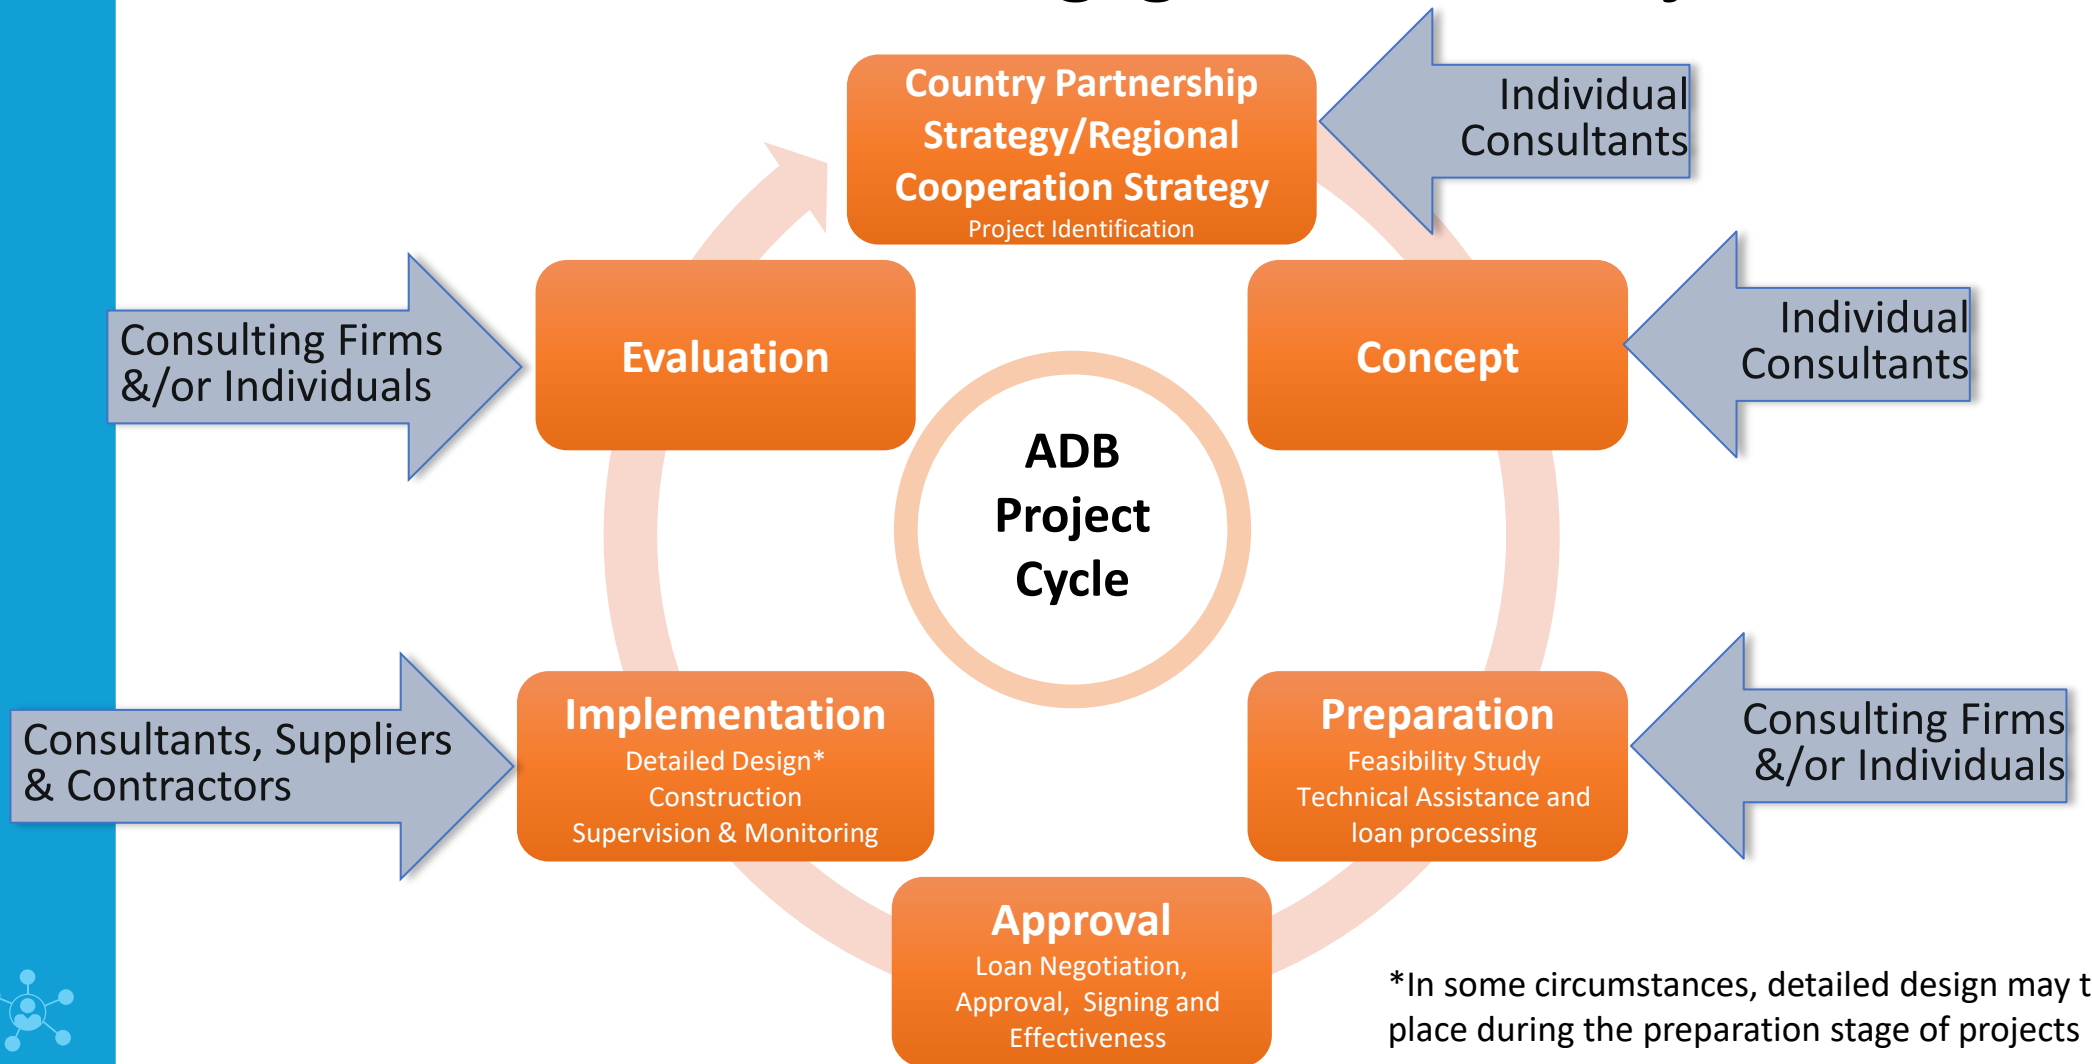 Country Partnership
Strategy/Regional
Cooperation Strategy
Project Identification
Individual
Consultants
Concept
Individual
Consultants
Preparation
Feasibility Study
Technical Assistance and
loan processing
Consulting Firms
&/or Individuals
Approval
Loan Negotiation,
Approval, Signing and
Effectiveness
Implementation
Detailed Design*
Construction
Supervision & Monitoring
Consultants, Suppliers
& Contractors
Evaluation
Consulting Firms
&/or Individuals
ADB
Project
Cycle
*In some circumstances, detailed design may t
place during the preparation stage of projects